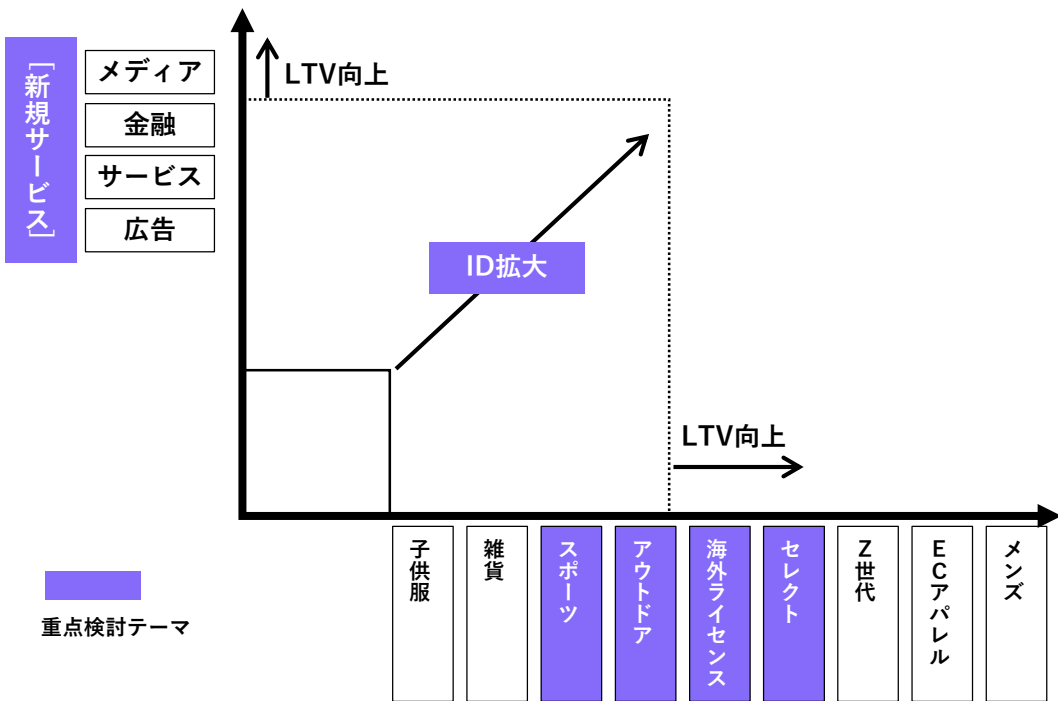 [新規サービス]
メディア
金融
サービス
広告
LTV向上
ID拡大
LTV向上
子供服
雑貨
スポーツ
アウトドア
海外ライセンス
セレクト
Z世代
ECアパレル
メンズ
重点検討テーマ